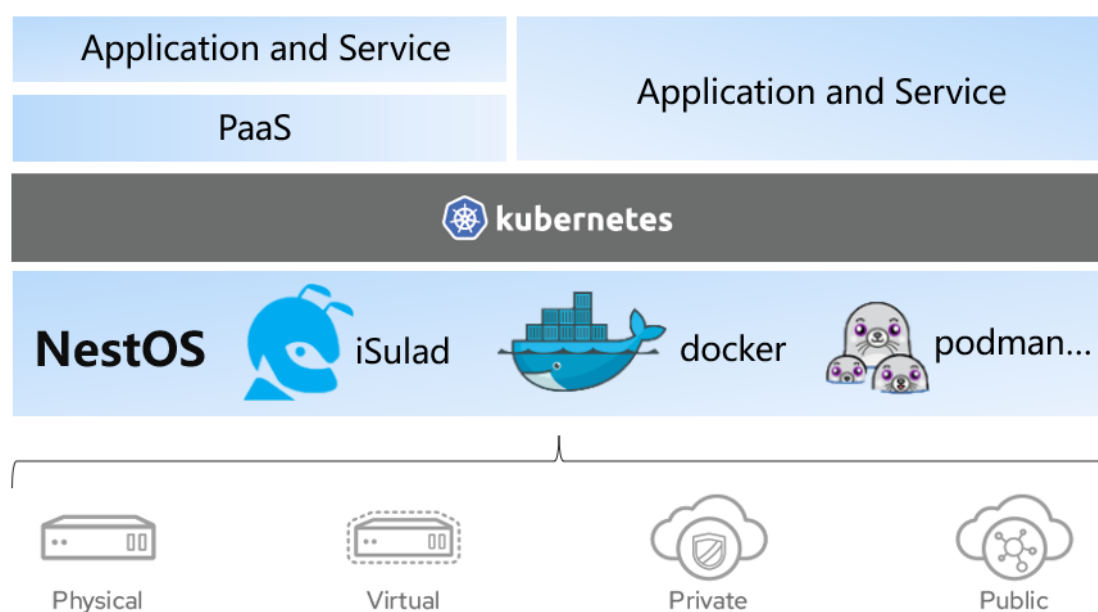 Application and Service
PaaS
Application and Service
kubernetes
NestOS
iSulad
docker
podman...
Physical
Virtual
Private
Public